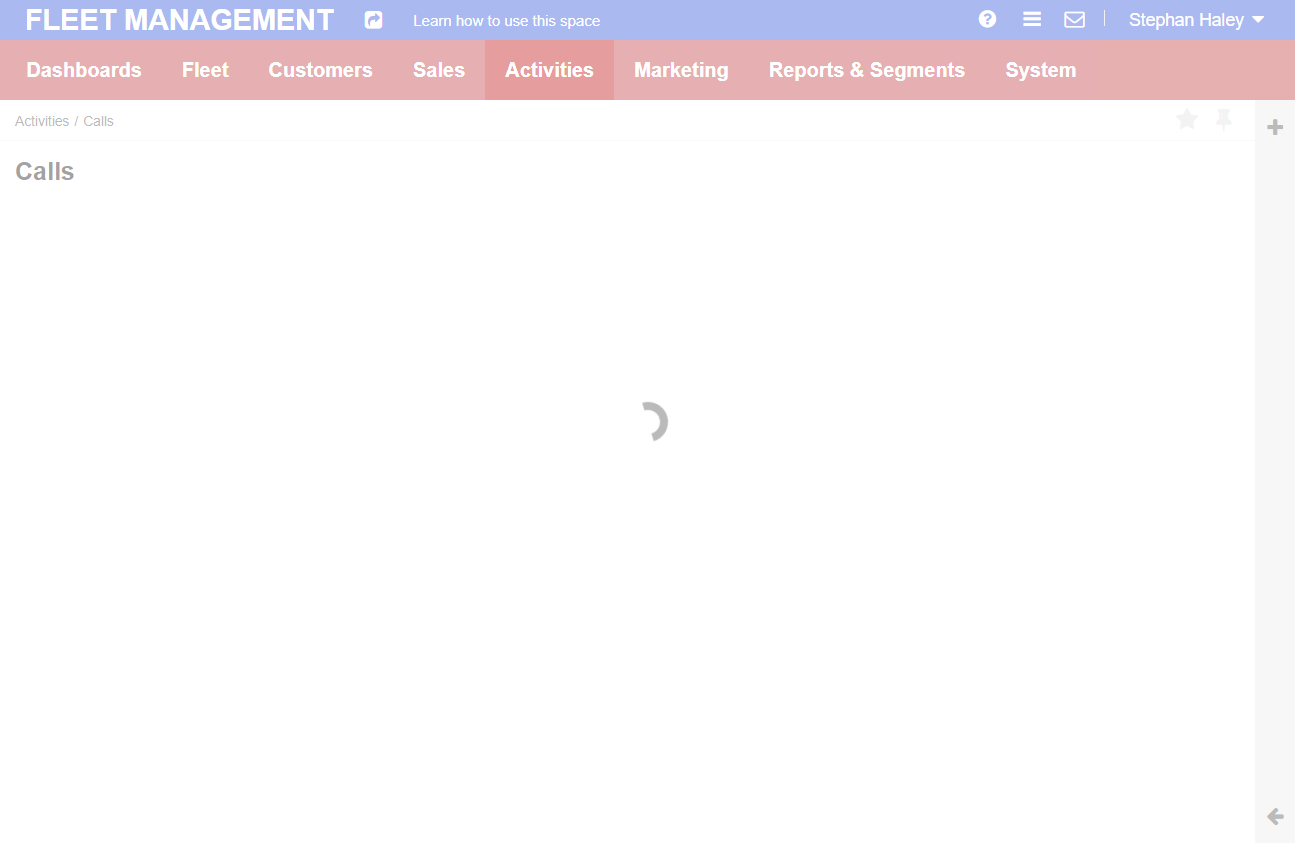 FLEET MANAGEMENT Learn how to use this space Stephan Haley
Dashboards Fleet Customers Sales Activities Marketing Reports & Segments System
Activities / Calls
Calls